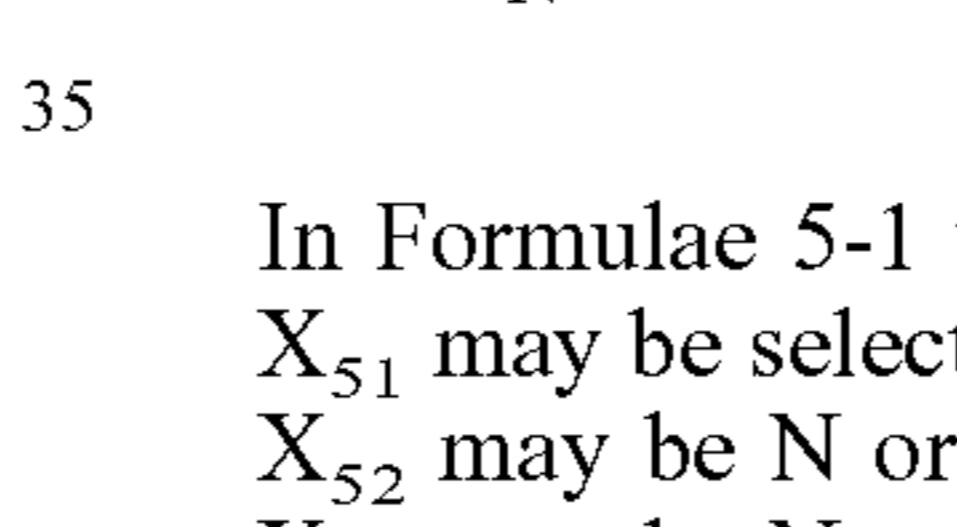 35
In Formulae 5-1
X₅₁ may be select
X₅₂ may be N or